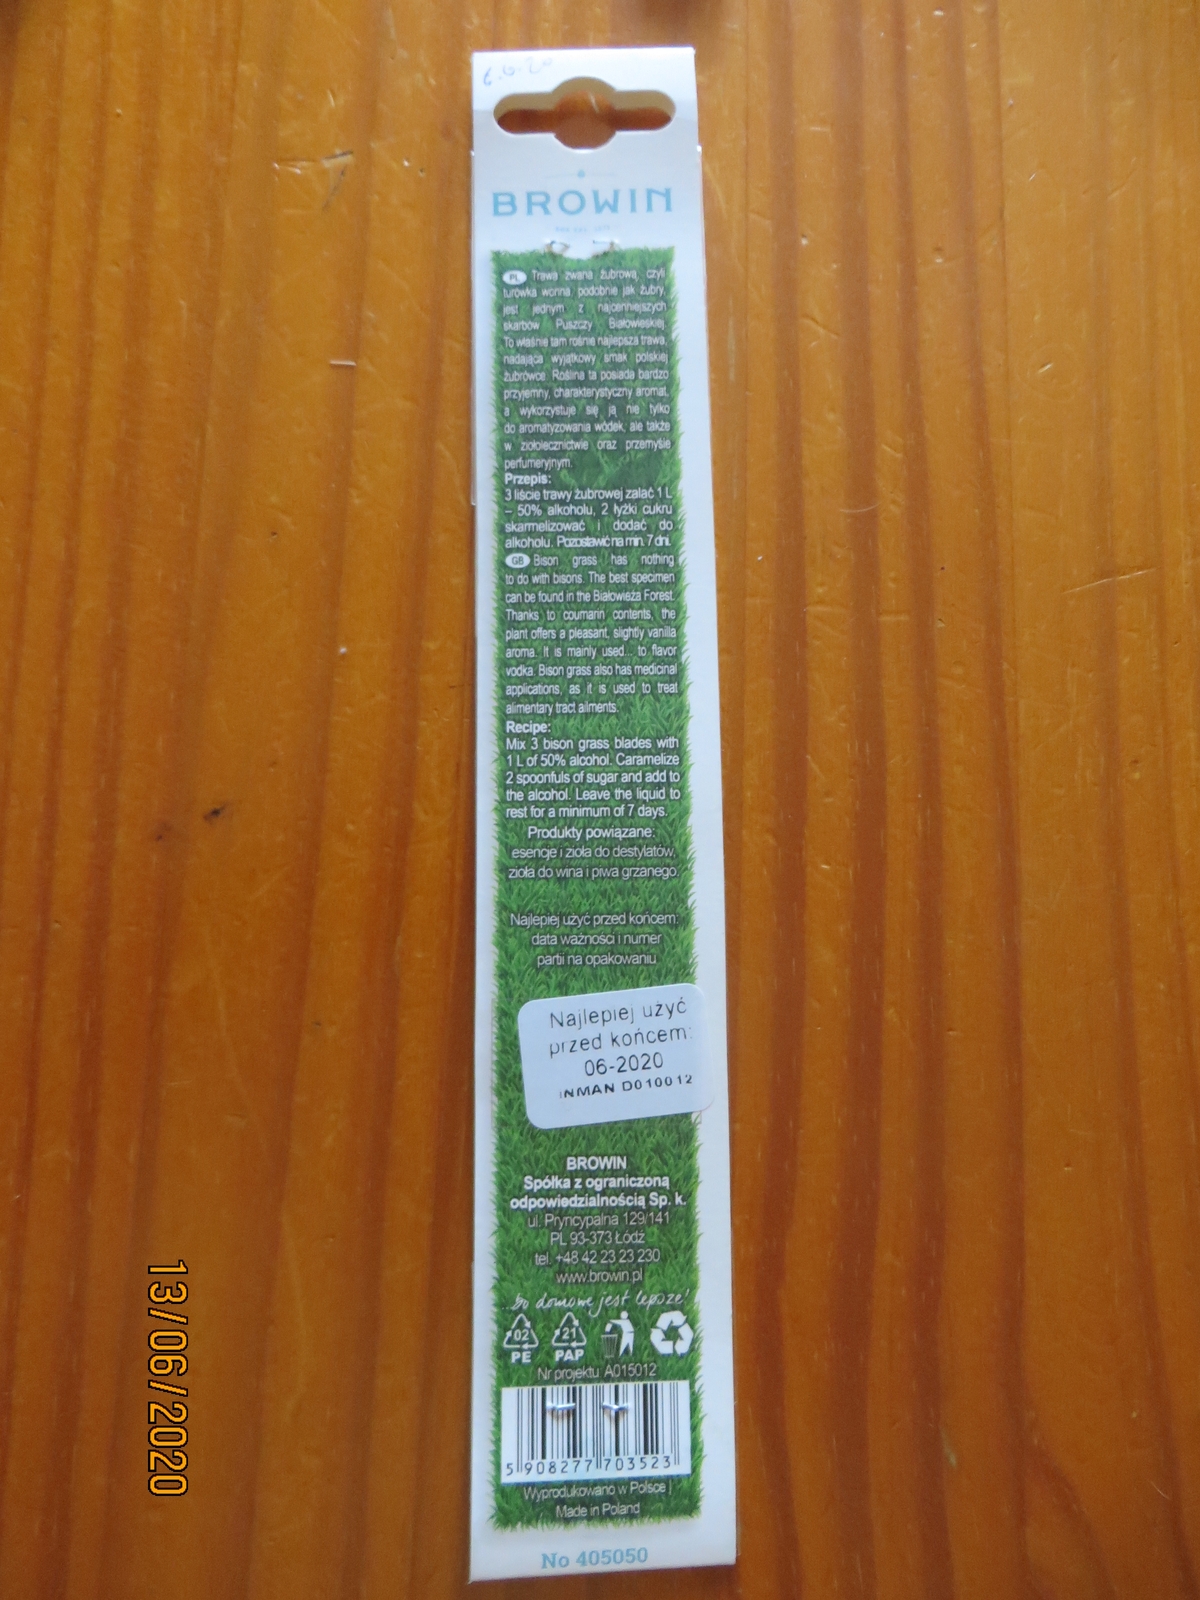 6.6.20
BROWIN
PL Trawa zwana żubrową, czyli
turówka wonna, podobnie jak żubry,
jest jednym z najcenniejszych
skarbów Puszczy Białowieskiej.
To właśnie tam rośnie najlepsza trawa,
nadająca wyjątkowy smak polskiej
żubrówce. Roślina ta posiada bardzo
przyjemny, charakterystyczny aromat,
a wykorzystuje się ją nie tylko
do aromatyzowania wódek, ale także
w ziołolecznictwie oraz przemyśle
perfumeryjnym.
Przepis:
3 liście trawy żubrowej zalać 1 L
– 50% alkoholu, 2 łyżki cukru
skarmelizować i dodać do
alkoholu. Pozostawić na min. 7 dni.
GB Bison grass has nothing
to do with bisons. The best specimen
can be found in the Białowieża Forest.
Thanks to coumarin contents, the
plant offers a pleasant, slightly vanilla
aroma. It is mainly used... to flavor
vodka. Bison grass also has medicinal
applications, as it is used to treat
alimentary tract ailments.
Recipe:
Mix 3 bison grass blades with
1 L of 50% alcohol. Caramelize
2 spoonfuls of sugar and add to
the alcohol. Leave the liquid to
rest for a minimum of 7 days.
Produkty powiązane:
esencje i zioła do destylatów,
zioła do wina i piwa grzanego.
Najlepiej użyć przed końcem:
data ważności i numer
partii na opakowaniu
Najlepiej użyć
przed końcem:
06-2020
INMAN D010012
BROWIN
Spółka z ograniczoną
odpowiedzialnością Sp. k.
ul. Pryncypalna 129/141
PL 93-373 Łódź
tel. +48 42 23 23 230
www.browin.pl
...bo domowe jest lepsze!
02 21
PE PAP
Nr projektu: A015012
5 908277 703523
Wyprodukowano w Polsce |
Made in Poland
No 405050
13/06/2020